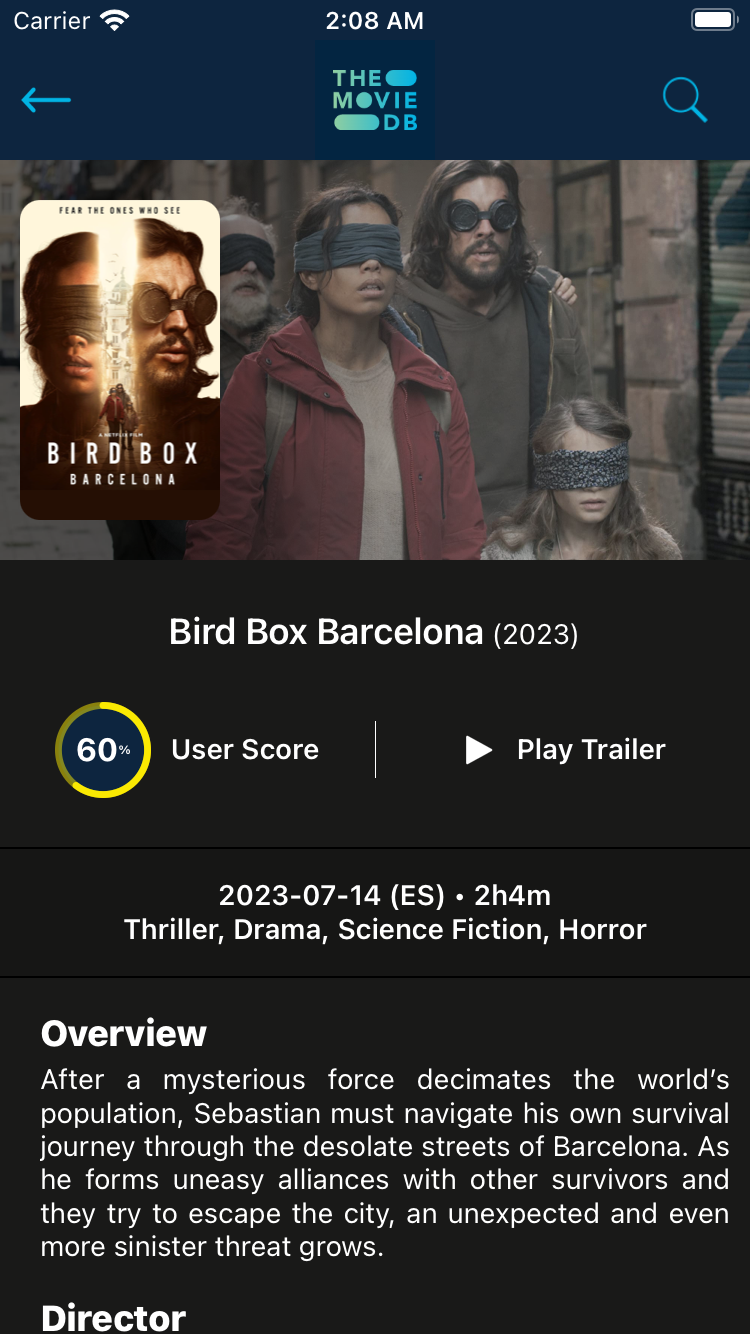 Carrier
2:08 AM
THE
MOVIE
DB
FEAR THE ONES WHO SEE
A NETFLIX FILM
BIRD BOX
BARCELONA
Bird Box Barcelona (2023)
60% User Score
Play Trailer
2023-07-14 (ES) • 2h4m
Thriller, Drama, Science Fiction, Horror
Overview
After a mysterious force decimates the world’s
population, Sebastian must navigate his own survival
journey through the desolate streets of Barcelona. As
he forms uneasy alliances with other survivors and
they try to escape the city, an unexpected and even
more sinister threat grows.
Director